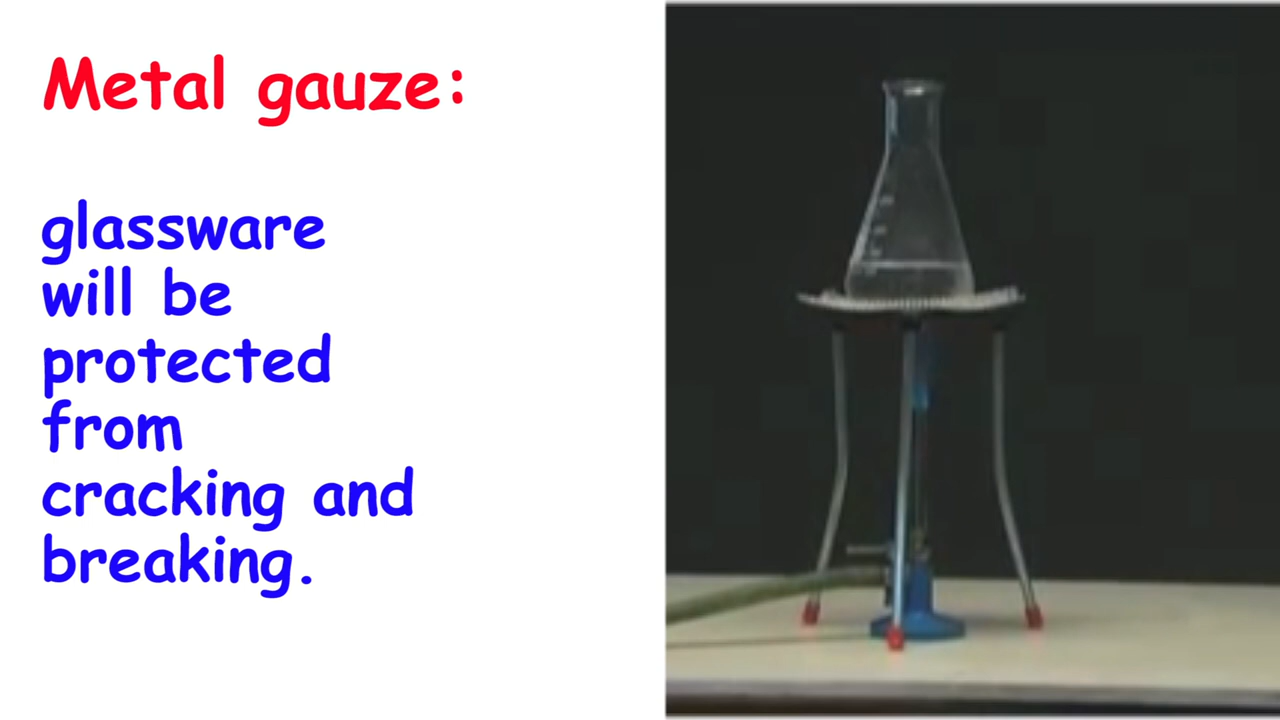 Metal gauze:
glassware
will be
protected
from
cracking and
breaking.